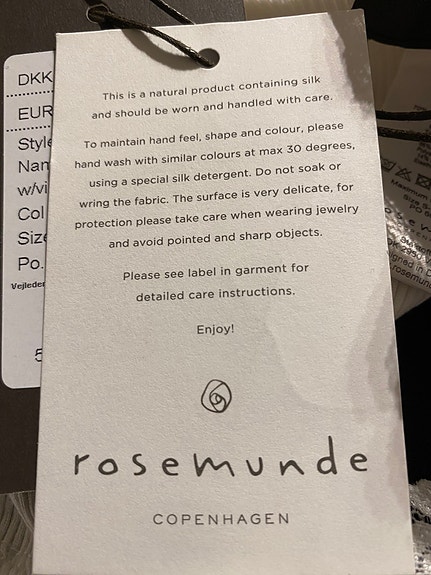 This is a natural product containing silk
and should be worn and handled with care.
To maintain hand feel, shape and colour, please
hand wash with similar colours at max 30 degrees,
using a special silk detergent. Do not soak or
wring the fabric. The surface is very delicate, for
protection please take care when wearing jewelry
and avoid pointed and sharp objects.
Please see label in garment for
detailed care instructions.
Enjoy!
rosemunde
COPENHAGEN
DKK
EUR
Style
Nam
w/vi
Col
Size
Po.
Vejleden
5
Maximum